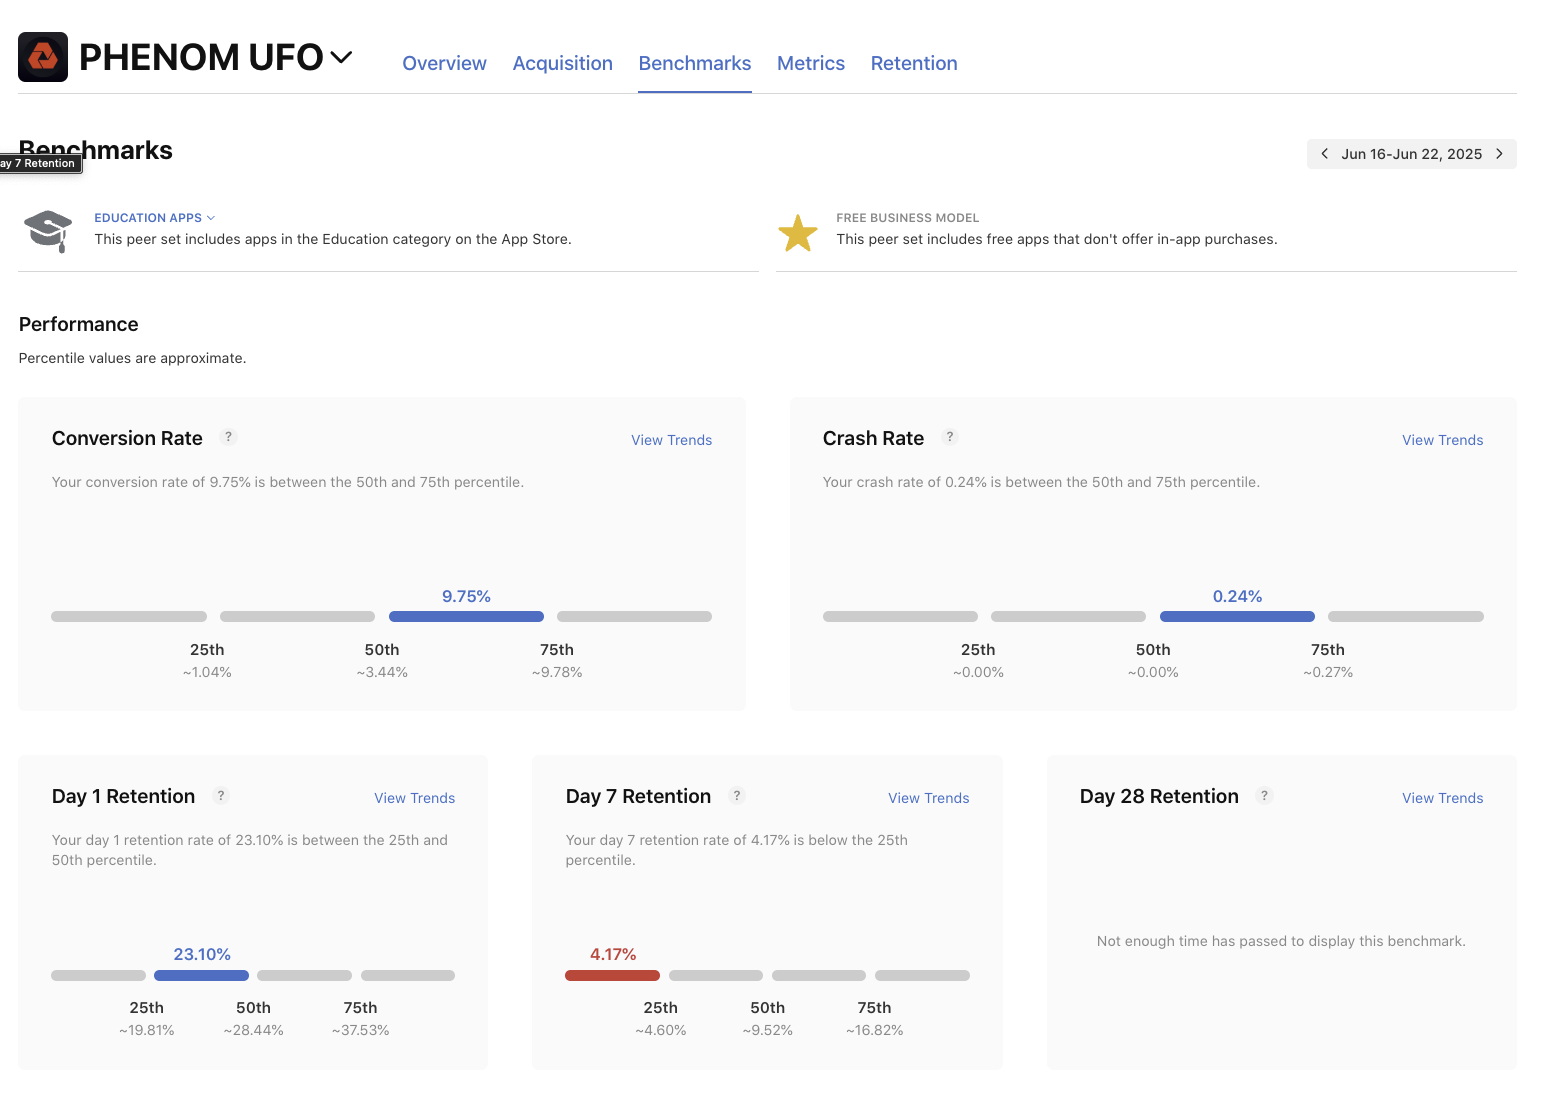 PHENOM UFO
Overview
Acquisition
Benchmarks
Metrics
Retention
Benchmarks
ay 7 Retention
Jun 16-Jun 22, 2025
EDUCATION APPS
This peer set includes apps in the Education category on the App Store.
FREE BUSINESS MODEL
This peer set includes free apps that don't offer in-app purchases.
Performance
Percentile values are approximate.
Conversion Rate ?
View Trends
Your conversion rate of 9.75% is between the 50th and 75th percentile.
9.75%
25th
50th
75th
~1.04%
~3.44%
~9.78%
Crash Rate ?
View Trends
Your crash rate of 0.24% is between the 50th and 75th percentile.
0.24%
25th
50th
75th
~0.00%
~0.00%
~0.27%
Day 1 Retention ?
View Trends
Your day 1 retention rate of 23.10% is between the 25th and
50th percentile.
23.10%
25th
50th
75th
~19.81%
~28.44%
~37.53%
Day 7 Retention ?
View Trends
Your day 7 retention rate of 4.17% is below the 25th
percentile.
4.17%
25th
50th
75th
~4.60%
~9.52%
~16.82%
Day 28 Retention ?
View Trends
Not enough time has passed to display this benchmark.